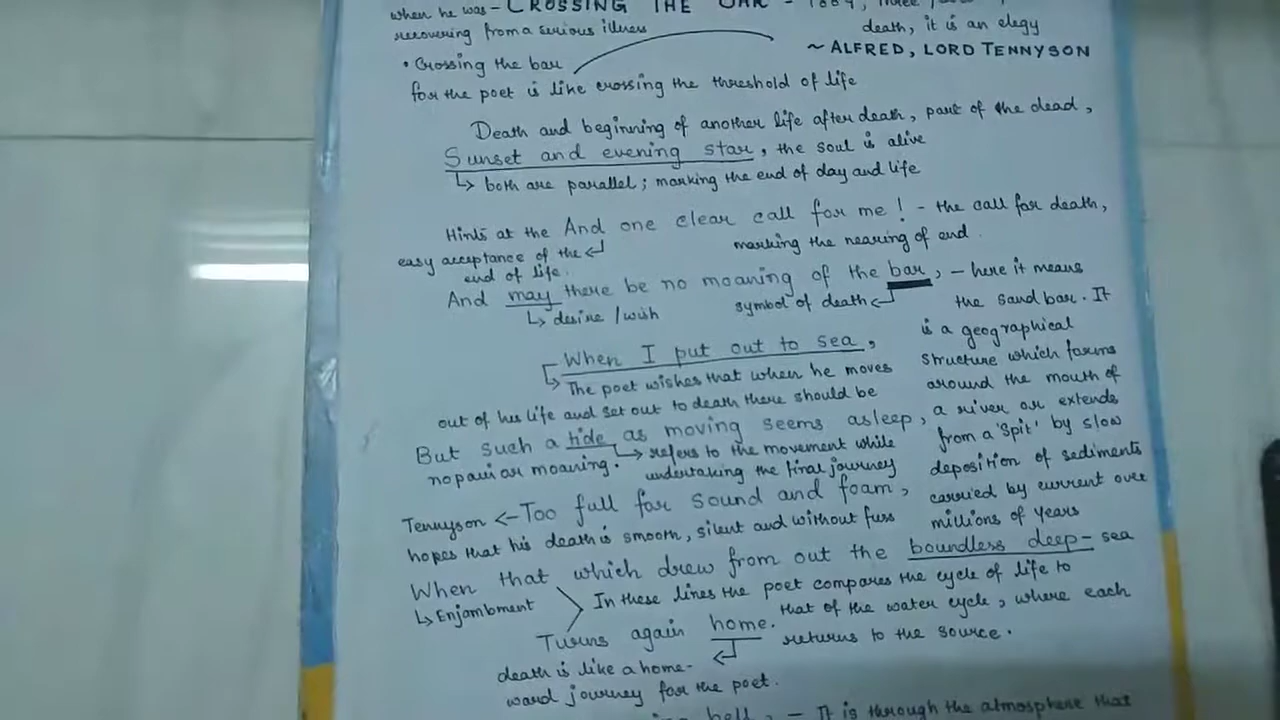 when he was - CROSSING THE BAR - 1889, three
recovering from a serious illness death, it is an elegy
~ ALFRED, LORD TENNYSON
• Crossing the bar
for the poet is like crossing the threshold of life
Death and beginning of another life after death, part of the dead,
Sunset and evening star, the soul is alive
↳ both are parallel; marking the end of day and life
Hints at the And one clear call for me! - the call for death,
easy acceptance of the marking the nearing of end.
end of life.
And may there be no moaning of the bar, - here it means
↳ desire / wish symbol of death the sand bar. It
is a geographical
When I put out to sea, structure which forms
↳ The poet wishes that when he moves around the mouth of
out of his life and set out to death there should be
But such a tide as moving seems asleep, a river or extends
no pain or moaning. → refers to the movement while from a 'Spit' by slow
undertaking the final journey deposition of sediments
Tennyson ← Too full for sound and foam, carried by current over
hopes that his death is smooth, silent and without fuss millions of years
When that which drew from out the boundless deep - sea
↳ Enjambment In these lines the poet compares the cycle of life to
that of the water cycle, where each
Turns again home. returns to the source.
death is like a home-
ward journey for the poet.
bell, - It is through the atmosphere that